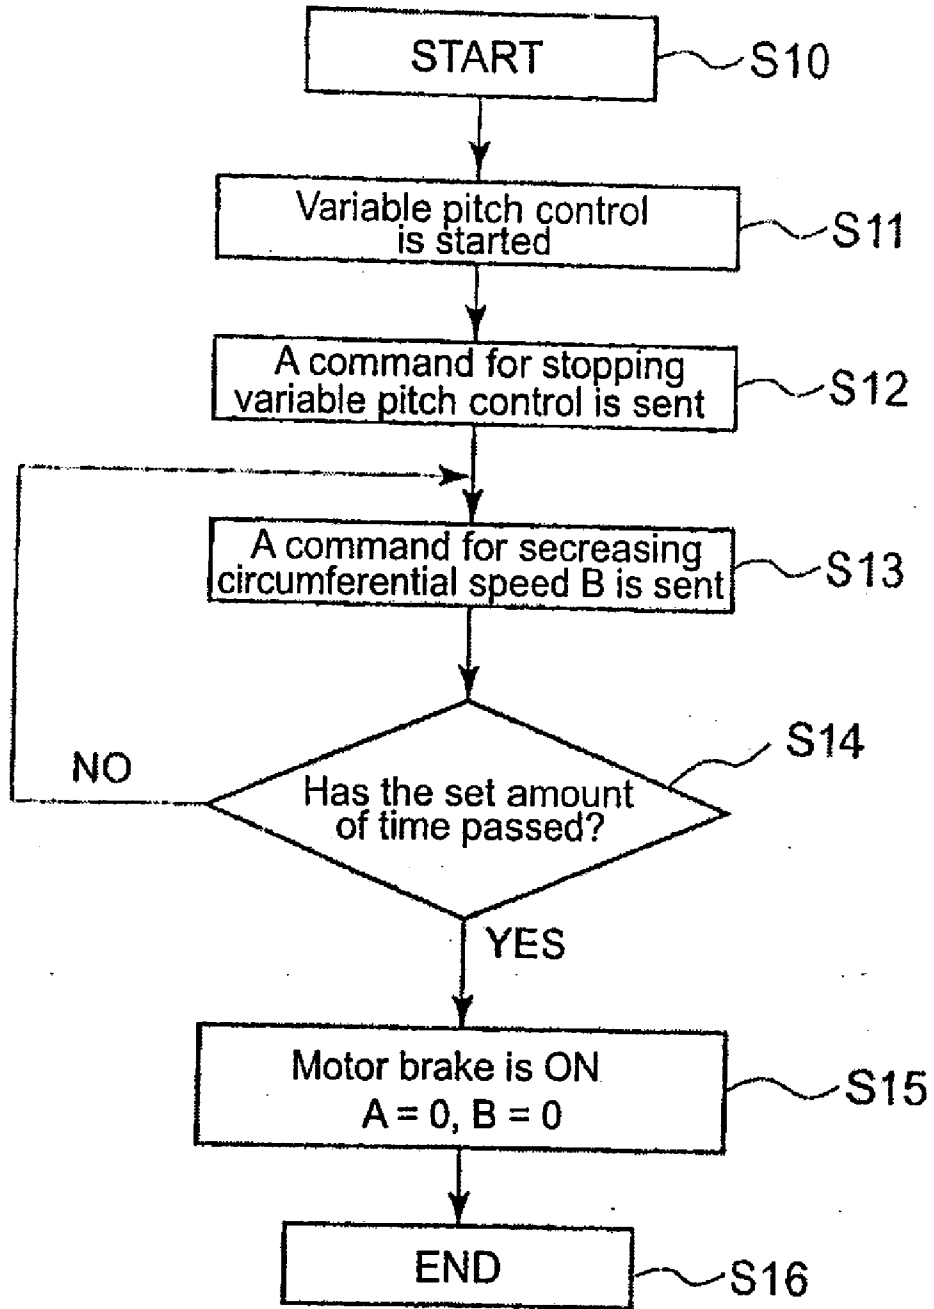 START
S10
Variable pitch control
is started
S11
A command for stopping
variable pitch control is sent
S12
A command for secreasing
circumferential speed B is sent
S13
Has the set amount
of time passed?
S14
NO
YES
Motor brake is ON
A = 0, B = 0
S15
END
S16